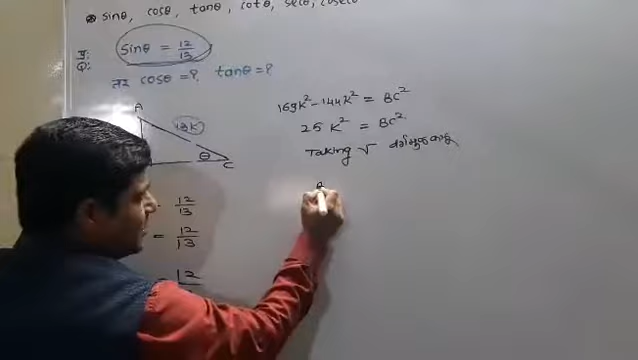 sinθ, cosθ, tanθ, cotθ, secθ, cosecθ
Q:
sinθ = 12/13
तर cosθ = ?, tanθ = ?
A
13K
θ
C
12/13
= 12/13
12
169K² - 144K² = BC²
25 K² = BC²
Taking √